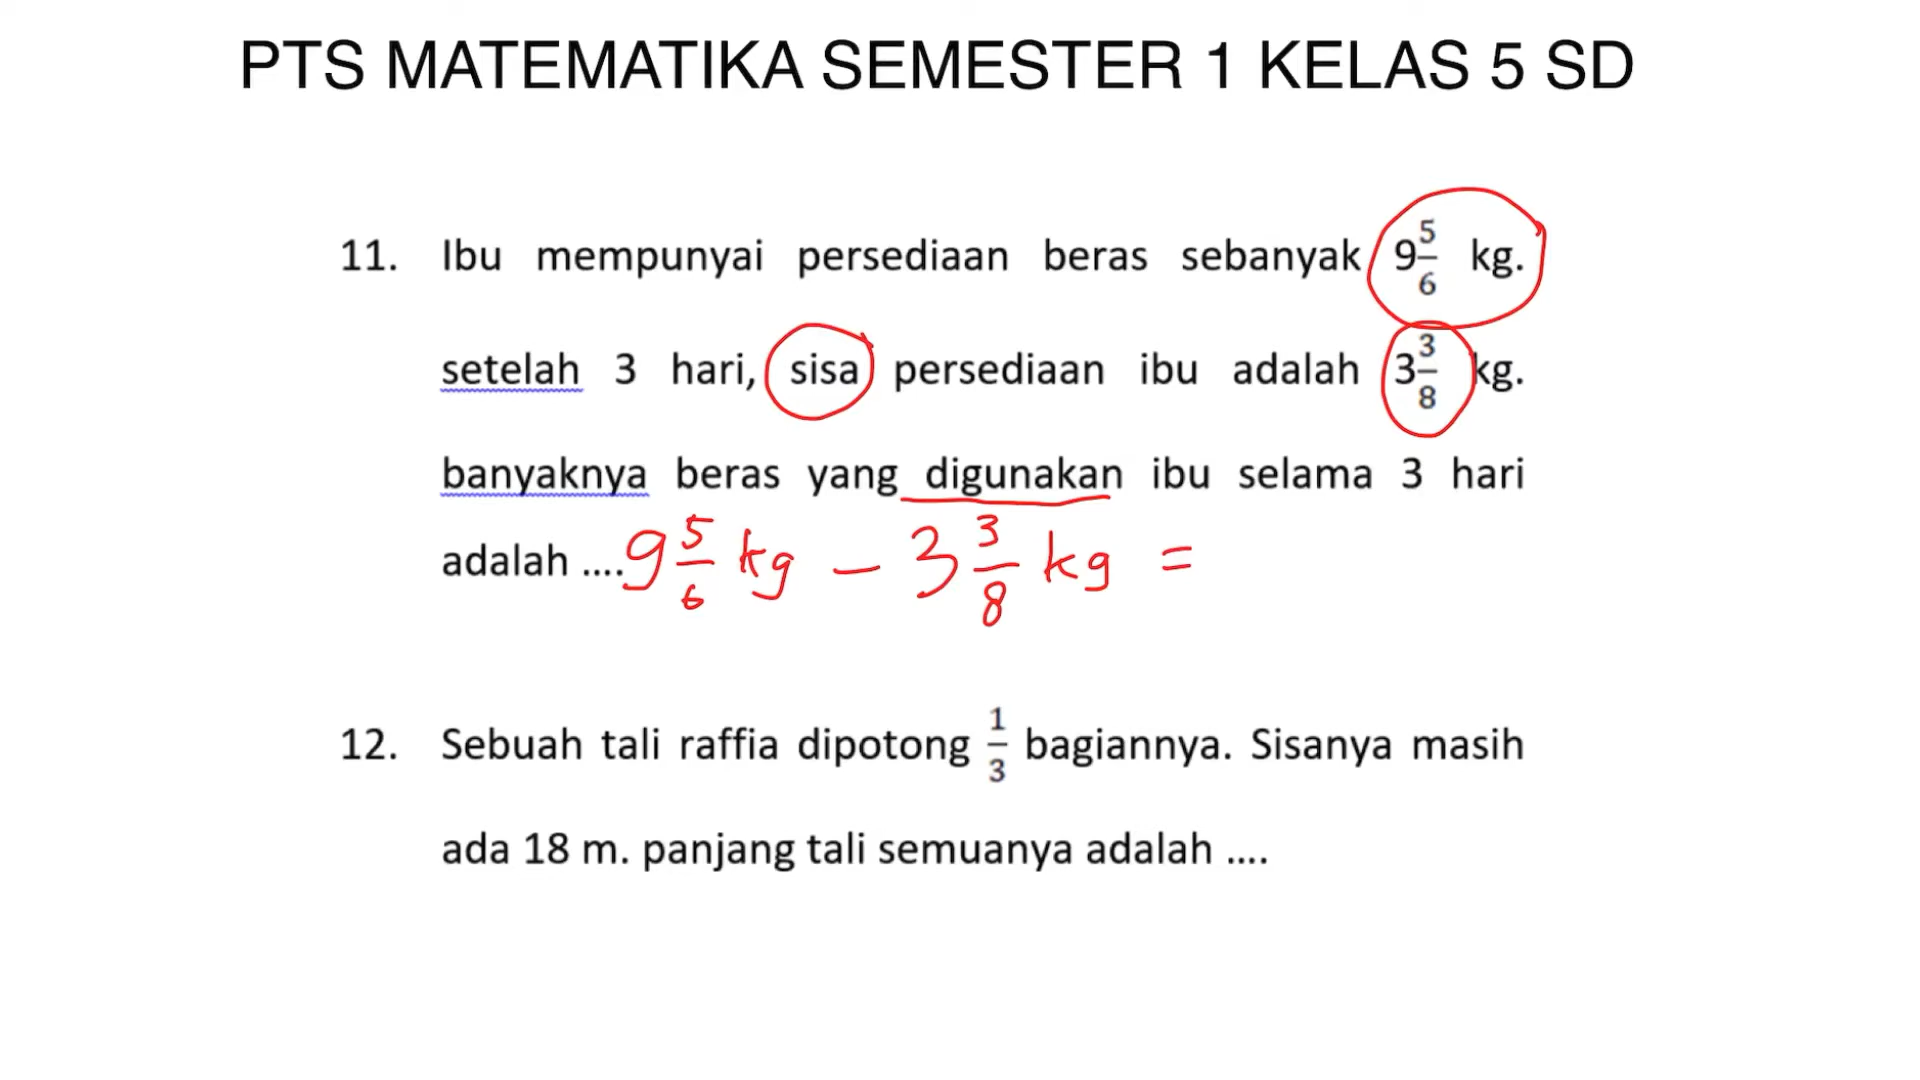 PTS MATEMATIKA SEMESTER 1 KELAS 5 SD
11. Ibu mempunyai persediaan beras sebanyak 9 5/6 kg.
setelah 3 hari, sisa persediaan ibu adalah 3 3/8 kg.
banyaknya beras yang digunakan ibu selama 3 hari
adalah .... 9 5/6 kg - 3 3/8 kg =
12. Sebuah tali raffia dipotong 1/3 bagiannya. Sisanya masih
ada 18 m. panjang tali semuanya adalah ....